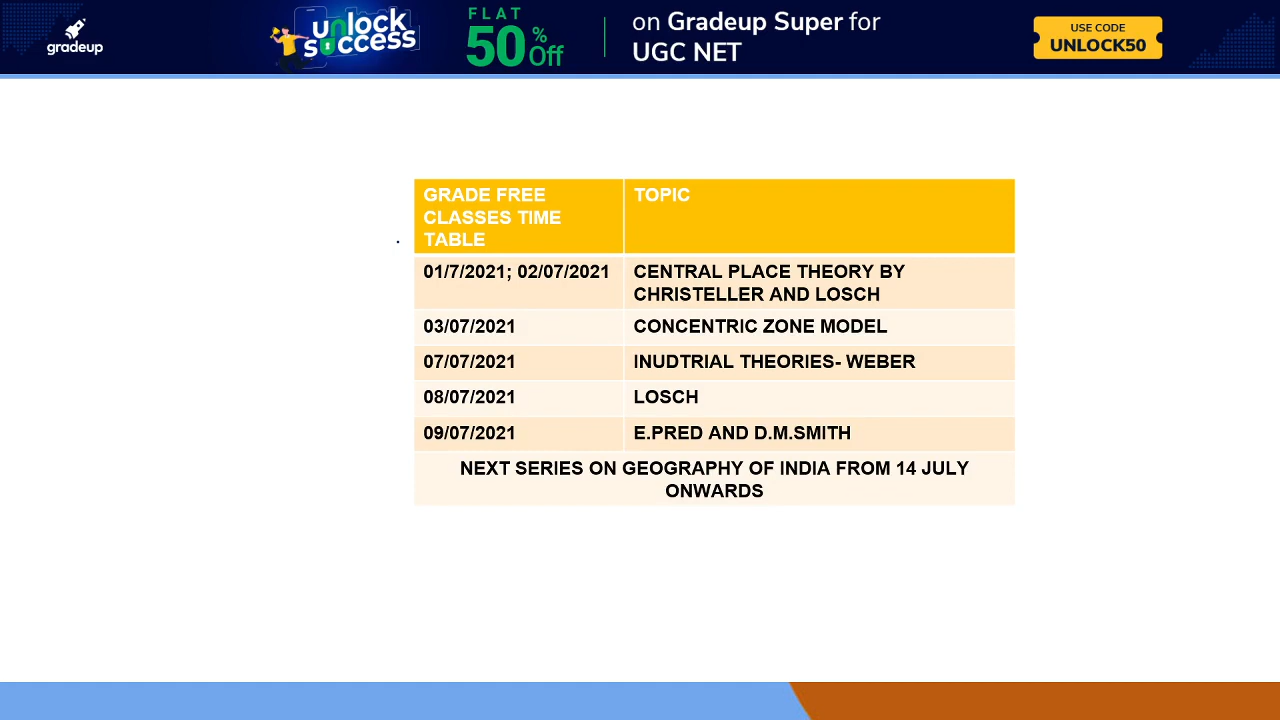 gradeup
unlock
success
FLAT
50% Off
on Gradeup Super for
UGC NET
USE CODE
UNLOCK50
GRADE FREE
CLASSES TIME
TABLE
TOPIC
01/7/2021; 02/07/2021
CENTRAL PLACE THEORY BY
CHRISTELLER AND LOSCH
03/07/2021
CONCENTRIC ZONE MODEL
07/07/2021
INUDTRIAL THEORIES- WEBER
08/07/2021
LOSCH
09/07/2021
E.PRED AND D.M.SMITH
NEXT SERIES ON GEOGRAPHY OF INDIA FROM 14 JULY
ONWARDS